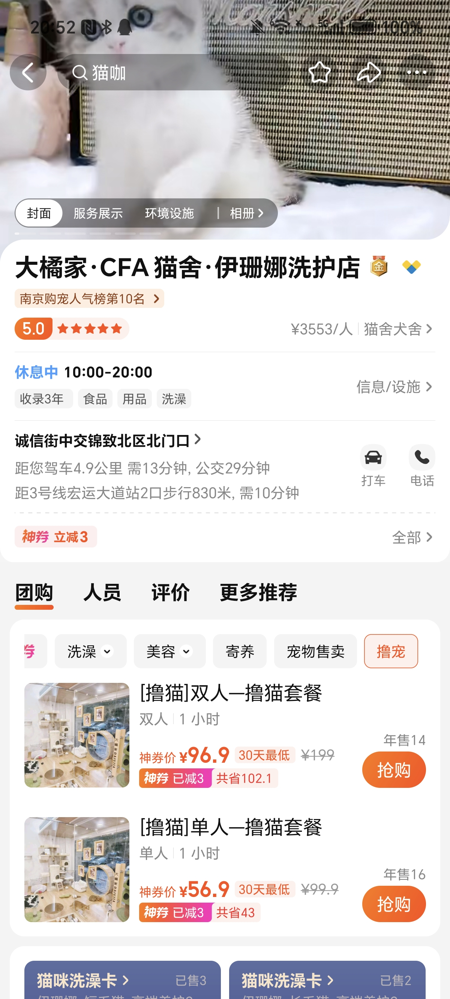 20:52
5G 100%
猫咖
封面 服务展示 环境设施 | 相册
大橘家·CFA 猫舍·伊珊娜洗护店 金
南京购宠人气榜第10名
5.0 ¥3553/人 猫舍犬舍
休息中 10:00-20:00
信息/设施
收录3年 食品 用品 洗澡
诚信街中交锦致北区北门口
距您驾车4.9公里 需13分钟, 公交29分钟
打车 电话
距3号线宏运大道站2口步行830米, 需10分钟
神券 立减3 全部
团购 人员 评价 更多推荐
券 洗澡 美容 寄养 宠物售卖 撸宠
[撸猫]双人—撸猫套餐
双人 1 小时
年售14
神券价 ¥96.9 30天最低 ¥199
抢购
神券 已减3 共省102.1
[撸猫]单人—撸猫套餐
单人 1 小时
年售16
神券价 ¥56.9 30天最低 ¥99.9
抢购
神券 已减3 共省43
猫咪洗澡卡 已售3
猫咪洗澡卡 已售2